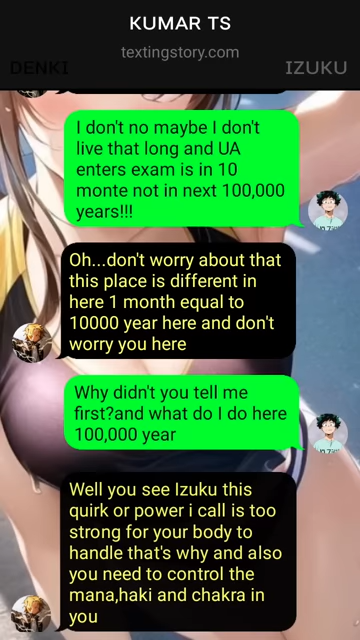 KUMAR TS
textingstory.com
DENKI
IZUKU
I don't no maybe I don't
live that long and UA
enters exam is in 10
monte not in next 100,000
years!!!
Oh...don't worry about that
this place is different in
here 1 month equal to
10000 year here and don't
worry you here
Why didn't you tell me
first?and what do I do here
100,000 year
Well you see Izuku this
quirk or power i call is too
strong for your body to
handle that's why and also
you need to control the
mana,haki and chakra in
you